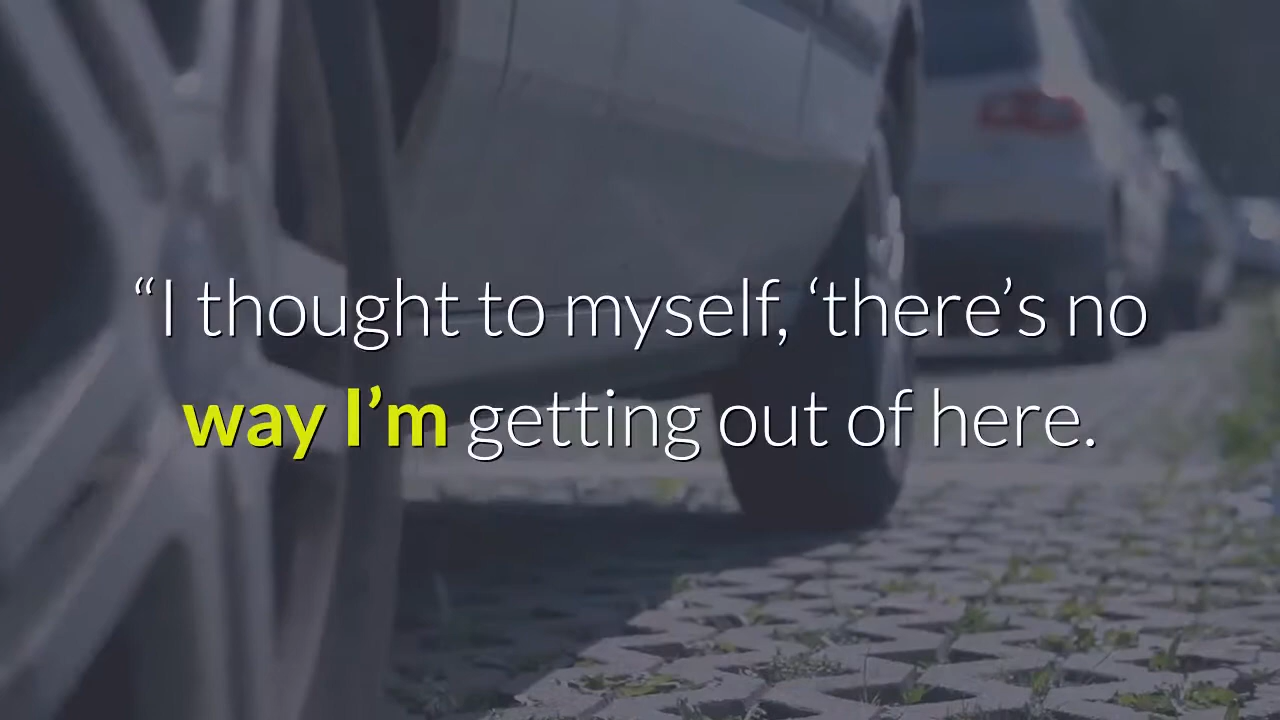 “I thought to myself, ‘there’s no
way I’m getting out of here.